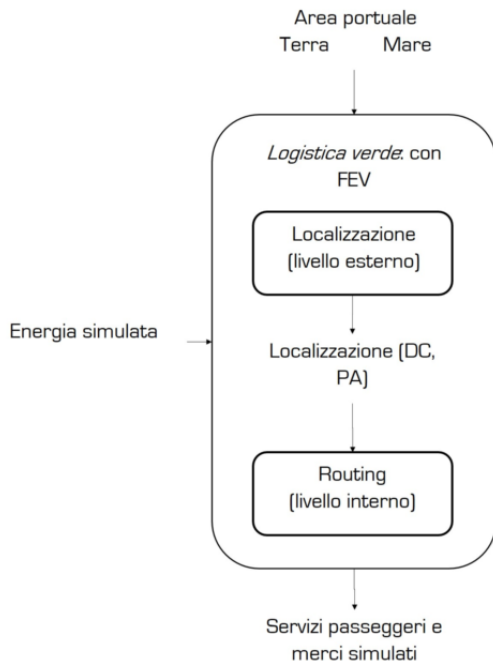 Area portuale
Terra Mare
Logistica verde: con
FEV
Localizzazione
(livello esterno)
Energia simulata
Localizzazione (DC,
PA)
Routing
(livello interno)
Servizi passeggeri e
merci simulati